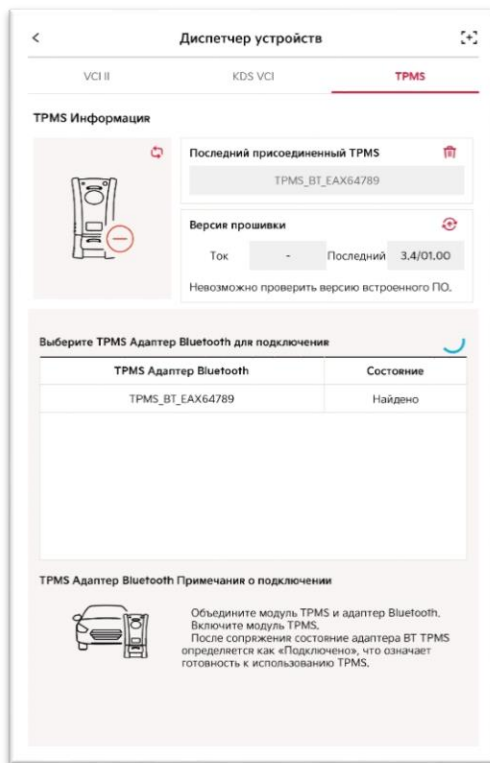 Диспетчер устройств
VCI II KDS VCI TPMS
TPMS Информация
Последний присоединенный TPMS
TPMS_BT_EAX64789
Версия прошивки
Ток - Последний 3.4/01.00
Невозможно проверить версию встроенного ПО.
Выберите TPMS Адаптер Bluetooth для подключения
TPMS Адаптер Bluetooth Состояние
TPMS_BT_EAX64789 Найдено
TPMS Адаптер Bluetooth Примечания о подключении
Объедините модуль TPMS и адаптер Bluetooth.
Включите модуль TPMS.
После сопряжения состояние адаптера BT TPMS
определяется как «Подключено», что означает
готовность к использованию TPMS.